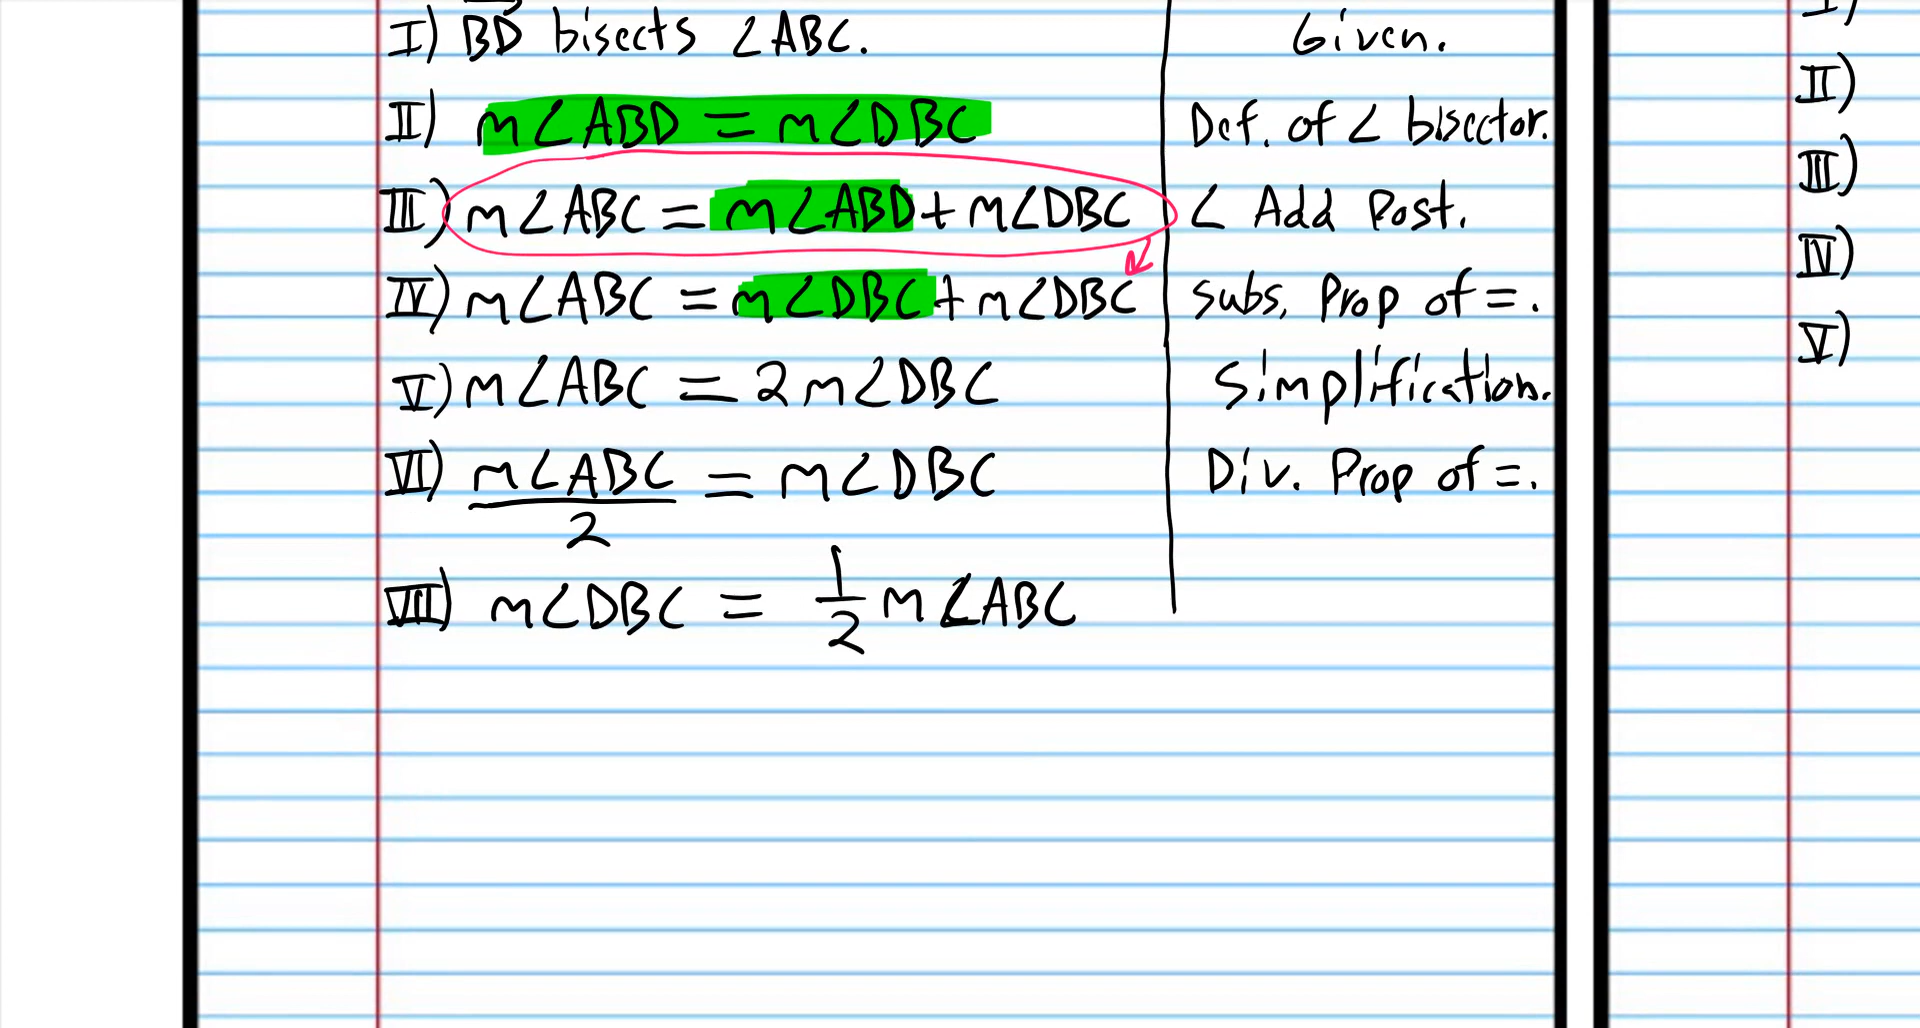 I) BD bisects ∠ABC. Given.
II) m∠ABD = m∠DBC Def. of ∠ bisector.
III) m∠ABC = m∠ABD + m∠DBC ∠ Add Post.
IV) m∠ABC = m∠DBC + m∠DBC subs. Prop of =.
V) m∠ABC = 2m∠DBC Simplification.
VI) m∠ABC/2 = m∠DBC Div. Prop of =.
VII) m∠DBC = 1/2 m∠ABC
I)
II)
III)
IV)
V)